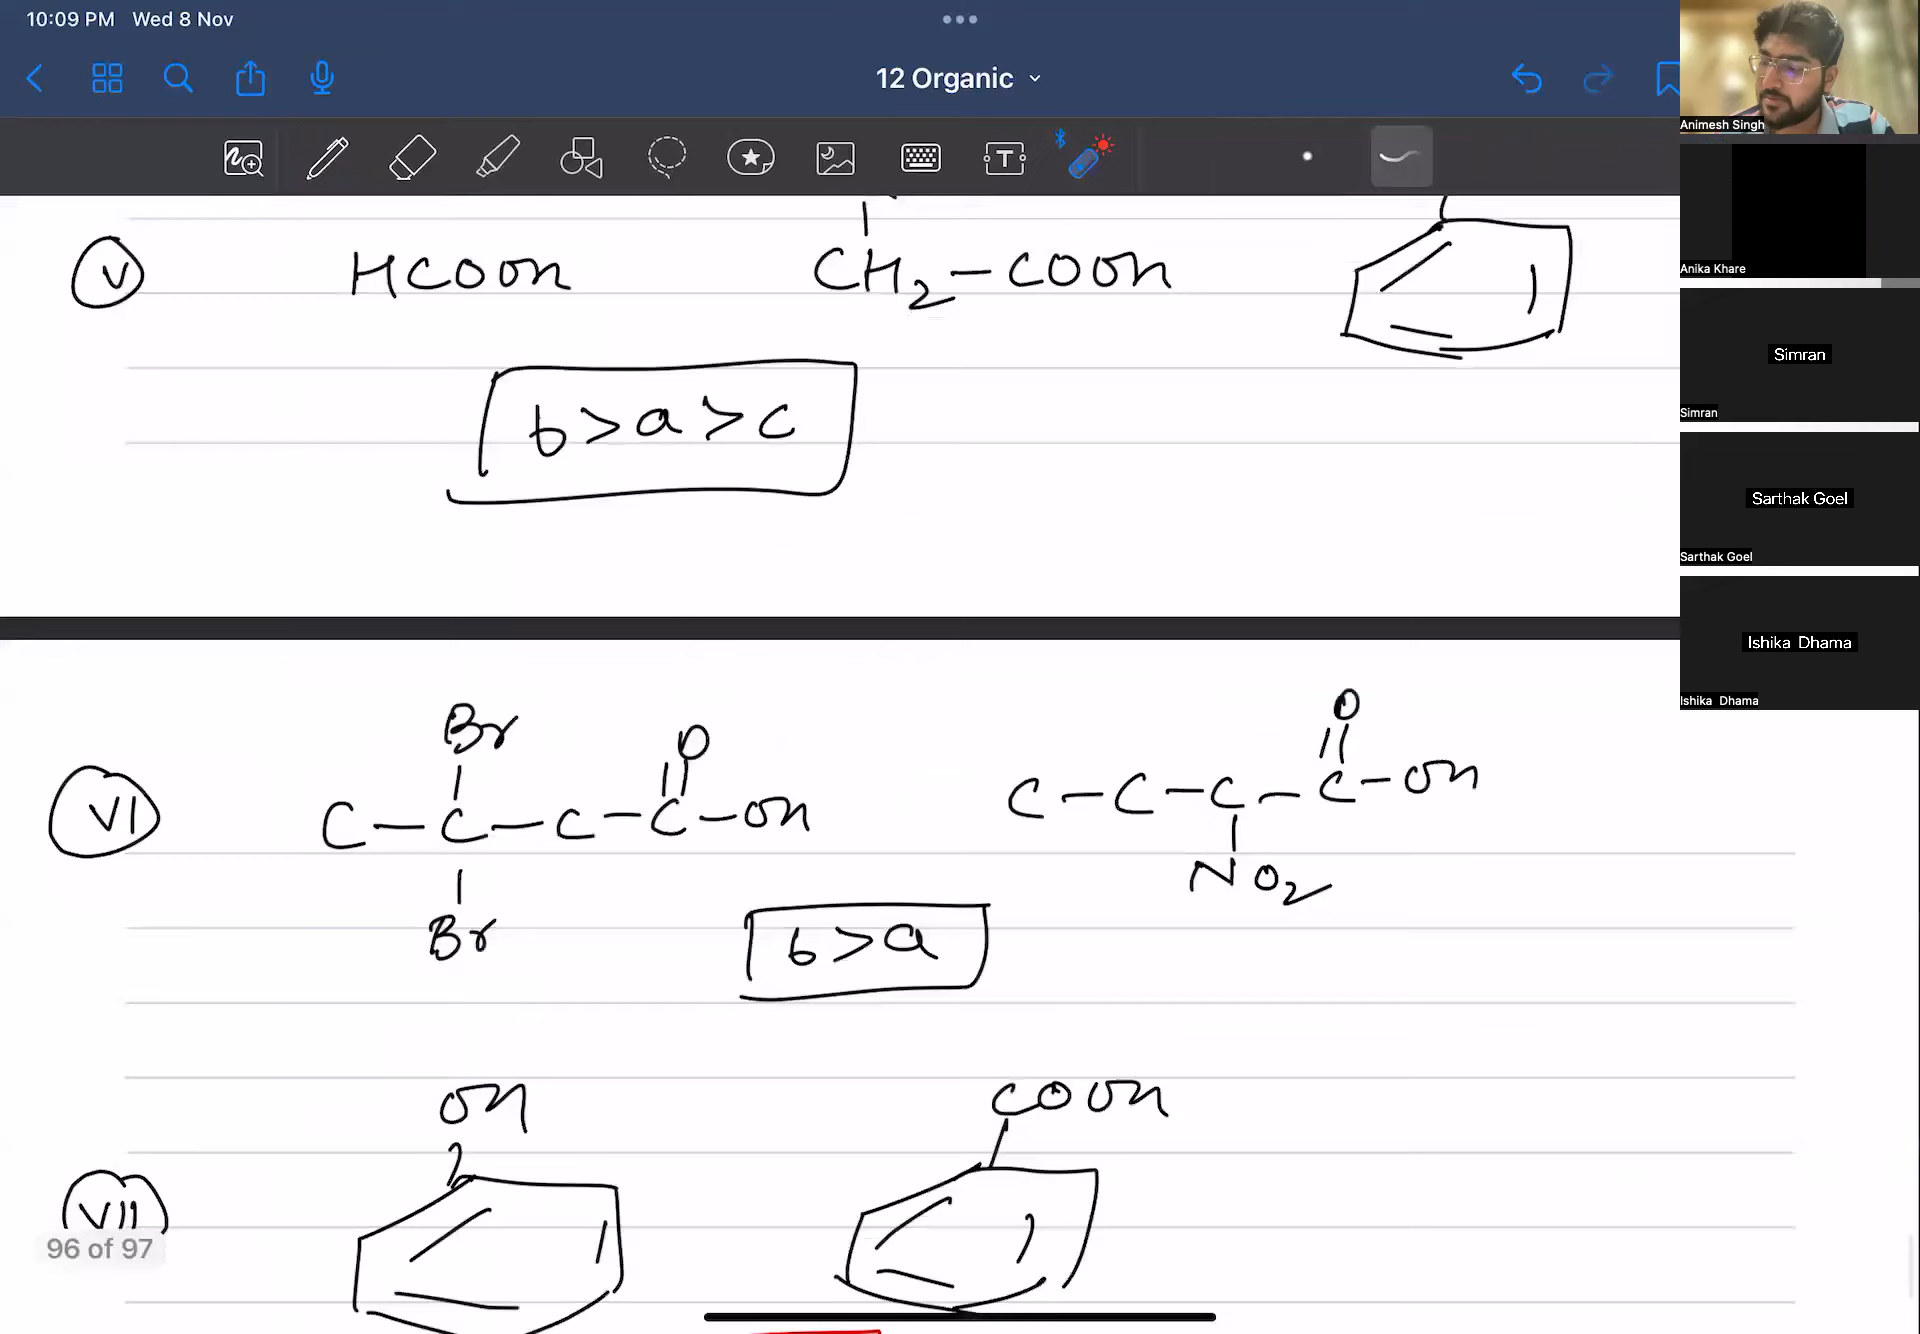 10:09 PM Wed 8 Nov
12 Organic
T
Animesh Singh
Anika Khare
Simran
Simran
Sarthak Goel
Sarthak Goel
Ishika Dhama
Ishika Dhama
V HCOOH CH2-COOH
b>a>c
VI
Br O
C-C-C-C-OH
Br
O
C-C-C-C-OH
NO2
b>a
OH COOH
VII
96 of 97